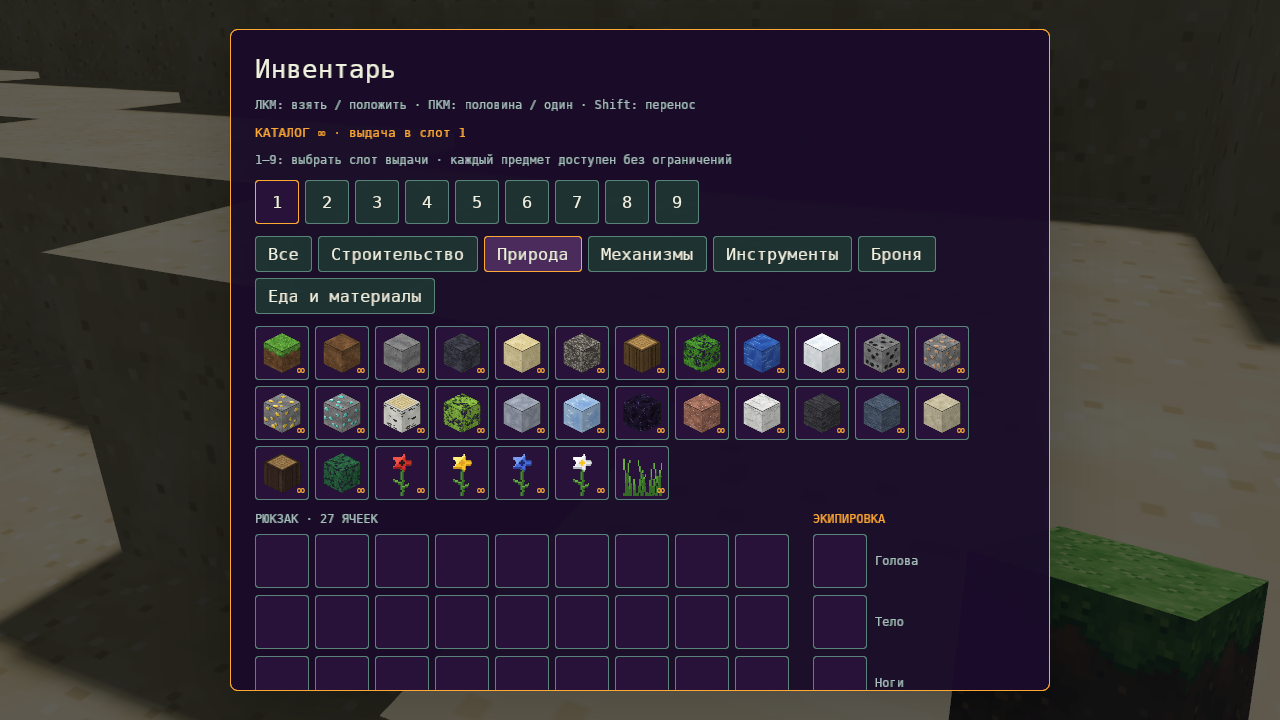 Инвентарь
ЛКМ: взять / положить · ПКМ: половина / один · Shift: перенос
КАТАЛОГ ∞ · выдача в слот 1
1–9: выбрать слот выдачи · каждый предмет доступен без ограничений
1 2 3 4 5 6 7 8 9
Все Строительство Природа Механизмы Инструменты Броня
Еда и материалы
∞ ∞ ∞ ∞ ∞ ∞ ∞ ∞ ∞ ∞ ∞ ∞
∞ ∞ ∞ ∞ ∞ ∞ ∞ ∞ ∞ ∞ ∞ ∞
∞ ∞ ∞ ∞ ∞ ∞ ∞
РЮКЗАК · 27 ЯЧЕЕК ЭКИПИРОВКА
Голова
Тело
Ноги